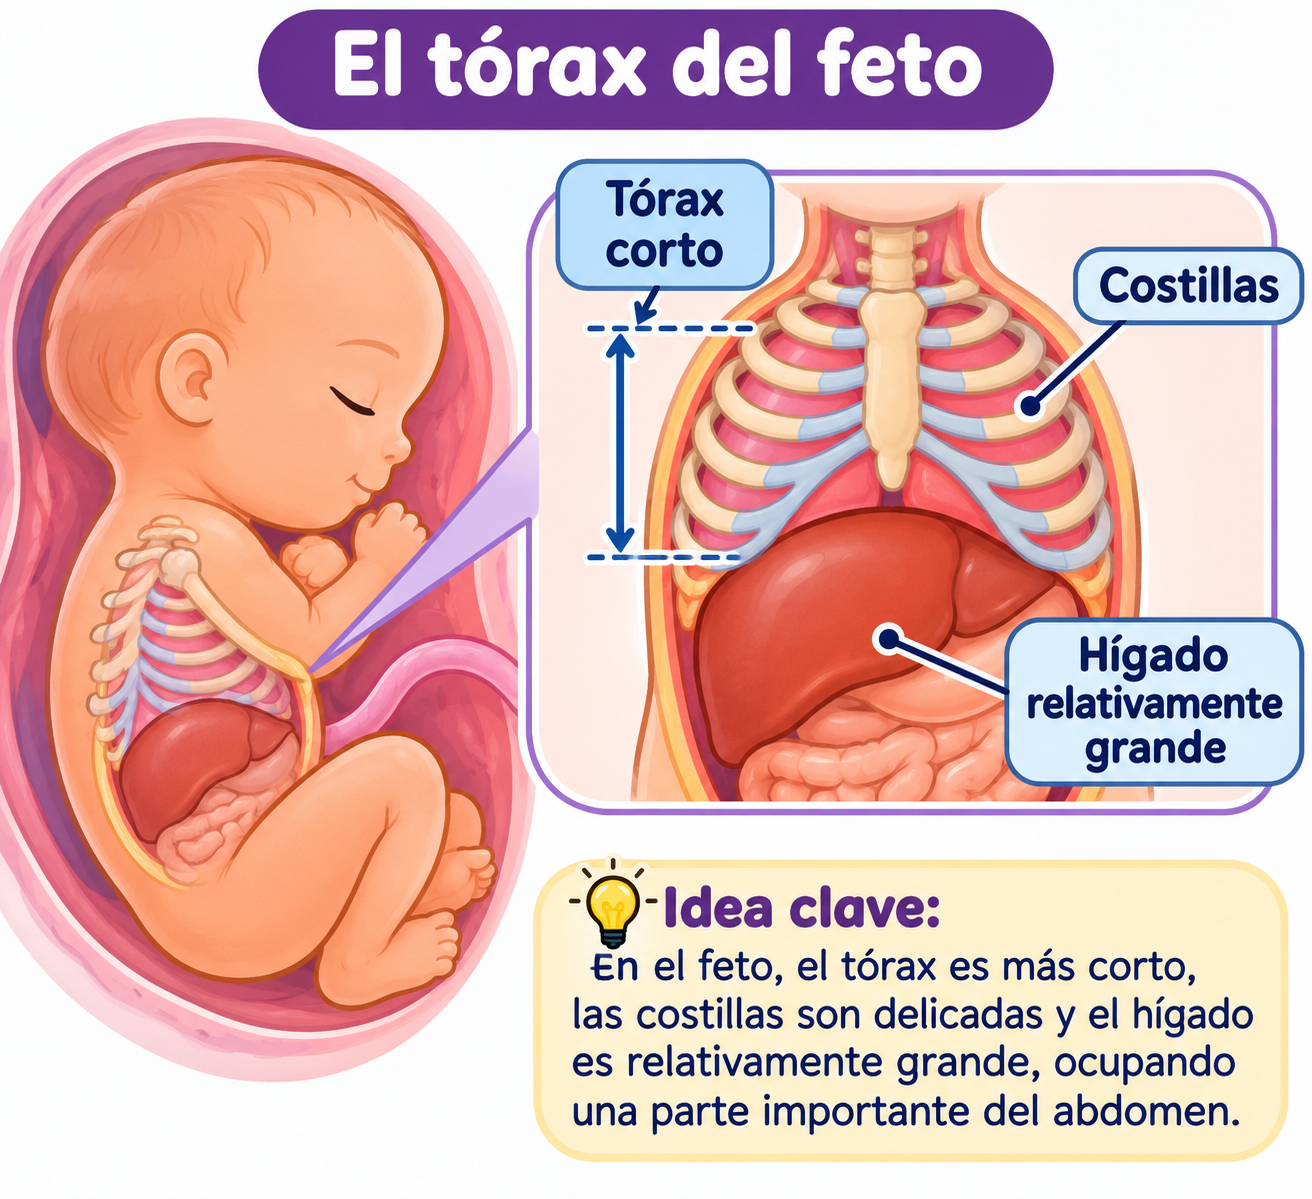 El tórax del feto
Tórax
corto
Costillas
Hígado
relativamente
grande
Idea clave:
En el feto, el tórax es más corto,
las costillas son delicadas y el hígado
es relativamente grande, ocupando
una parte importante del abdomen.